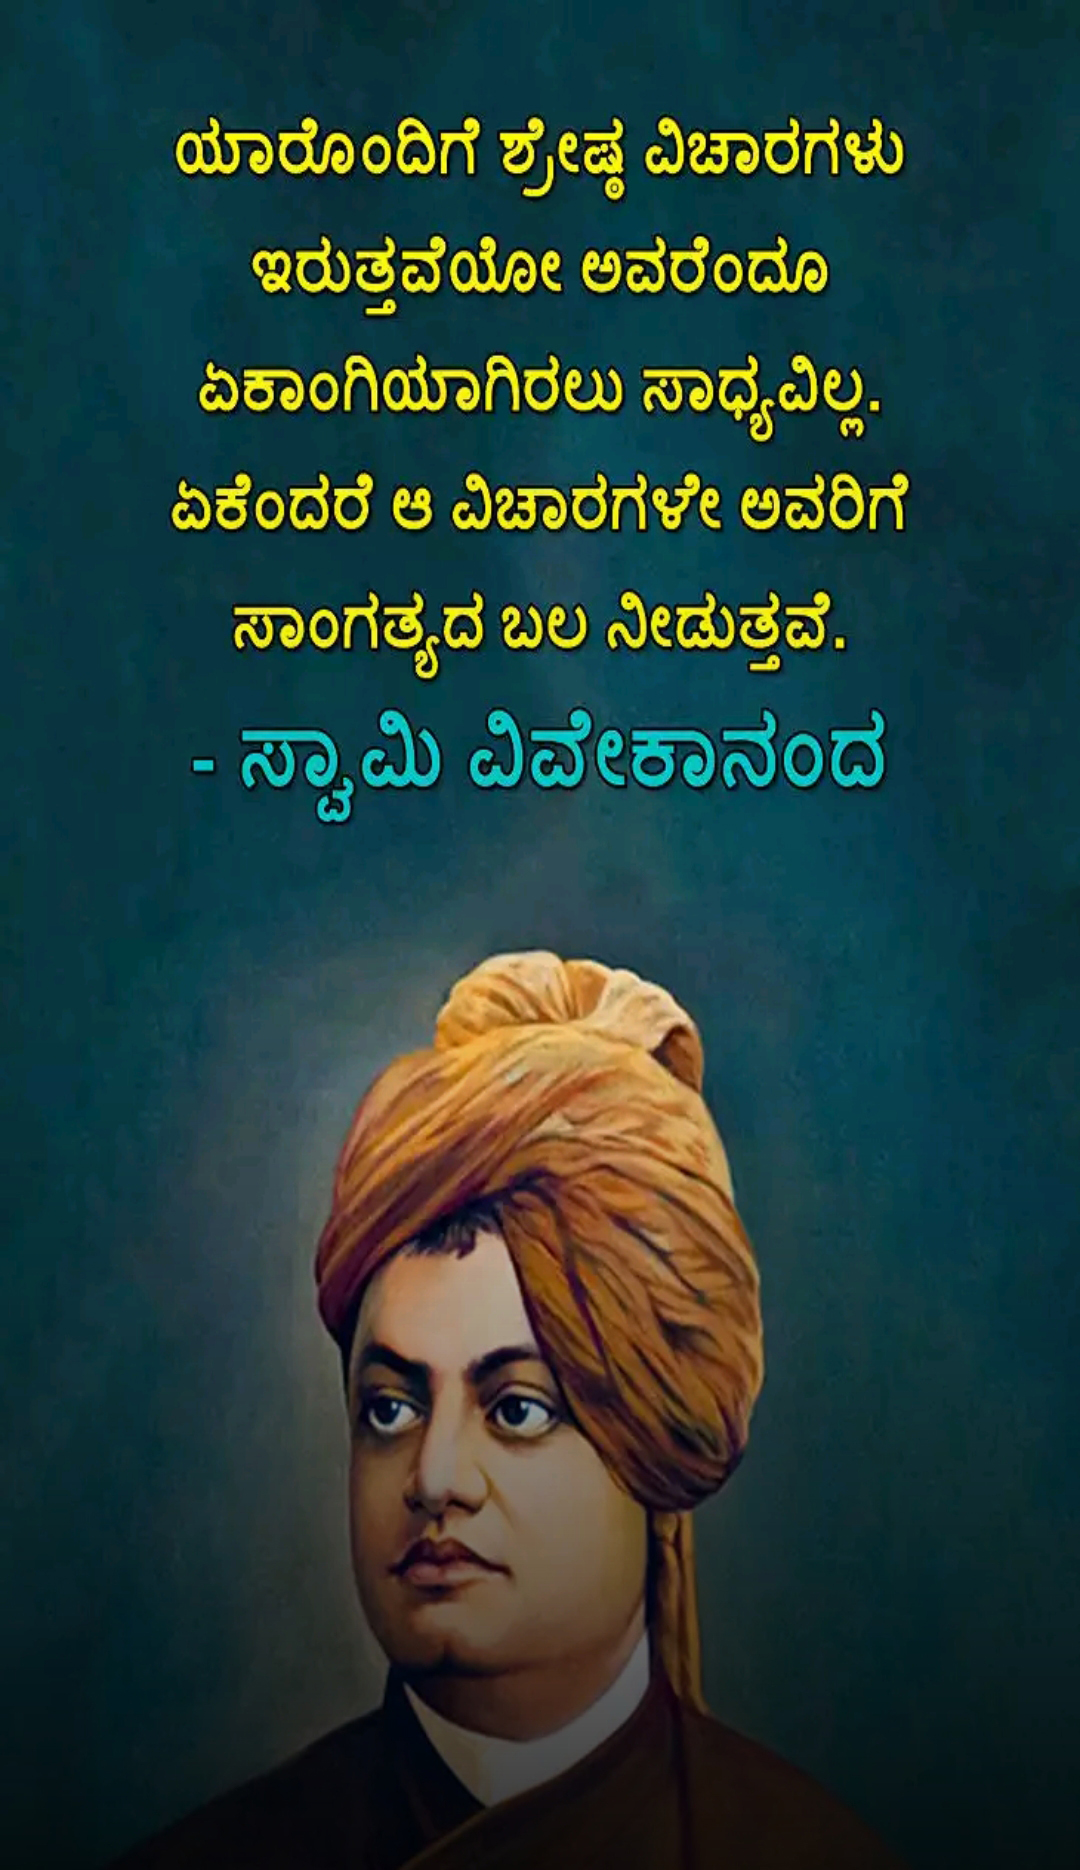 ಯಾರೊಂದಿಗೆ ಶ್ರೇಷ್ಠ ವಿಚಾರಗಳು
ಇರುತ್ತವೆಯೋ ಅವರೆಂದೂ
ಏಕಾಂಗಿಯಾಗಿರಲು ಸಾಧ್ಯವಿಲ್ಲ.
ಏಕೆಂದರೆ ಆ ವಿಚಾರಗಳೇ ಅವರಿಗೆ
ಸಾಂಗತ್ಯದ ಬಲ ನೀಡುತ್ತವೆ.
- ಸ್ವಾಮಿ ವಿವೇಕಾನಂದ